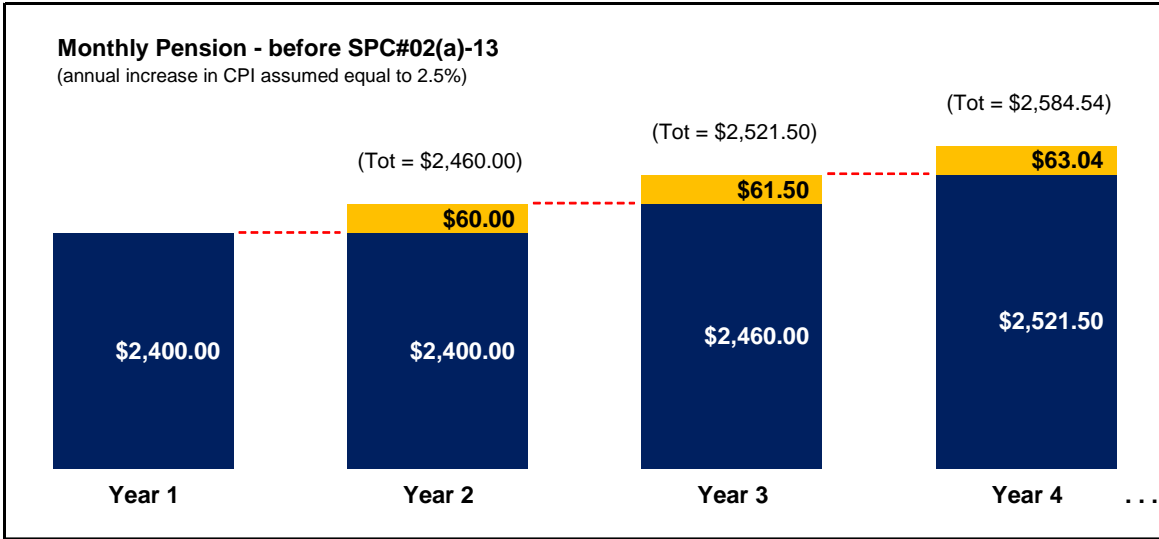 Monthly Pension - before SPC#02(a)-13
(annual increase in CPI assumed equal to 2.5%)
(Tot = $2,584.54)
(Tot = $2,521.50)
(Tot = $2,460.00)
$63.04
$61.50
$60.00
$2,400.00
$2,400.00
$2,460.00
$2,521.50
Year 1
Year 2
Year 3
Year 4
. . .